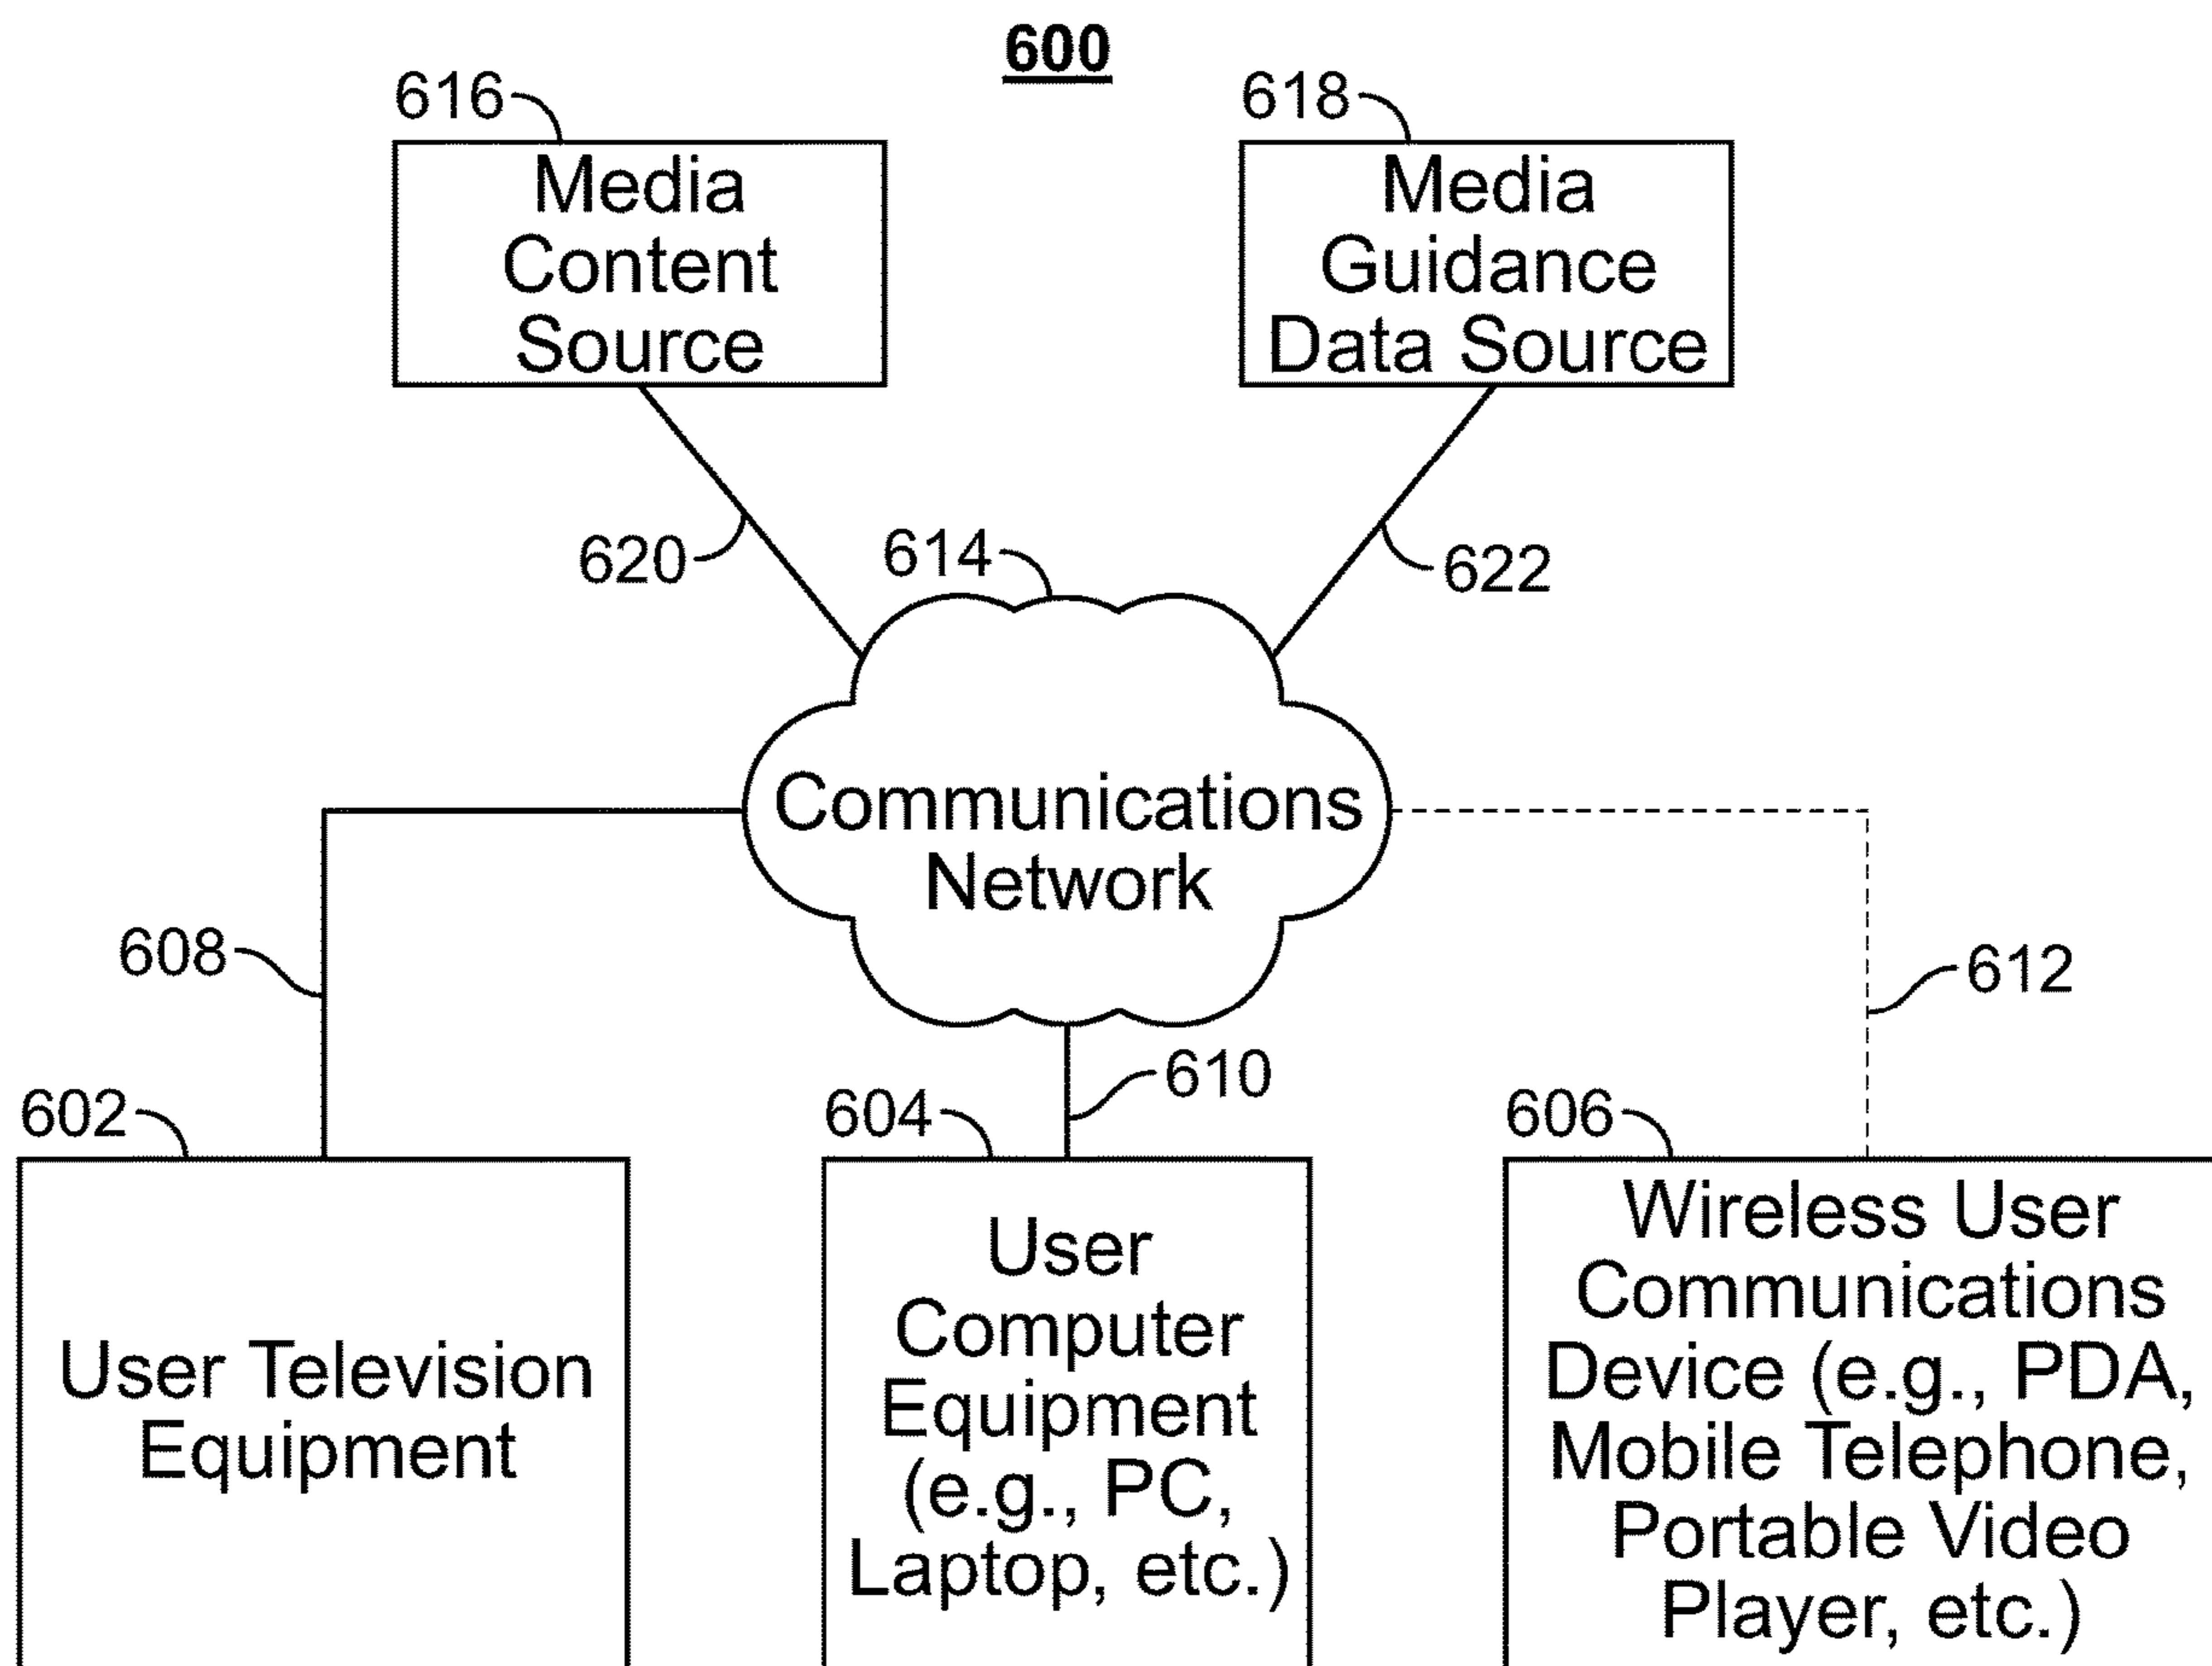 600
616
618
Media
Content
Source
Media
Guidance
Data Source
620
614
622
Communications
Network
608
612
610
602
604
606
User Television
Equipment
User
Computer
Equipment
(e.g., PC,
Laptop, etc.)
Wireless User
Communications
Device (e.g., PDA,
Mobile Telephone,
Portable Video
Player, etc.)